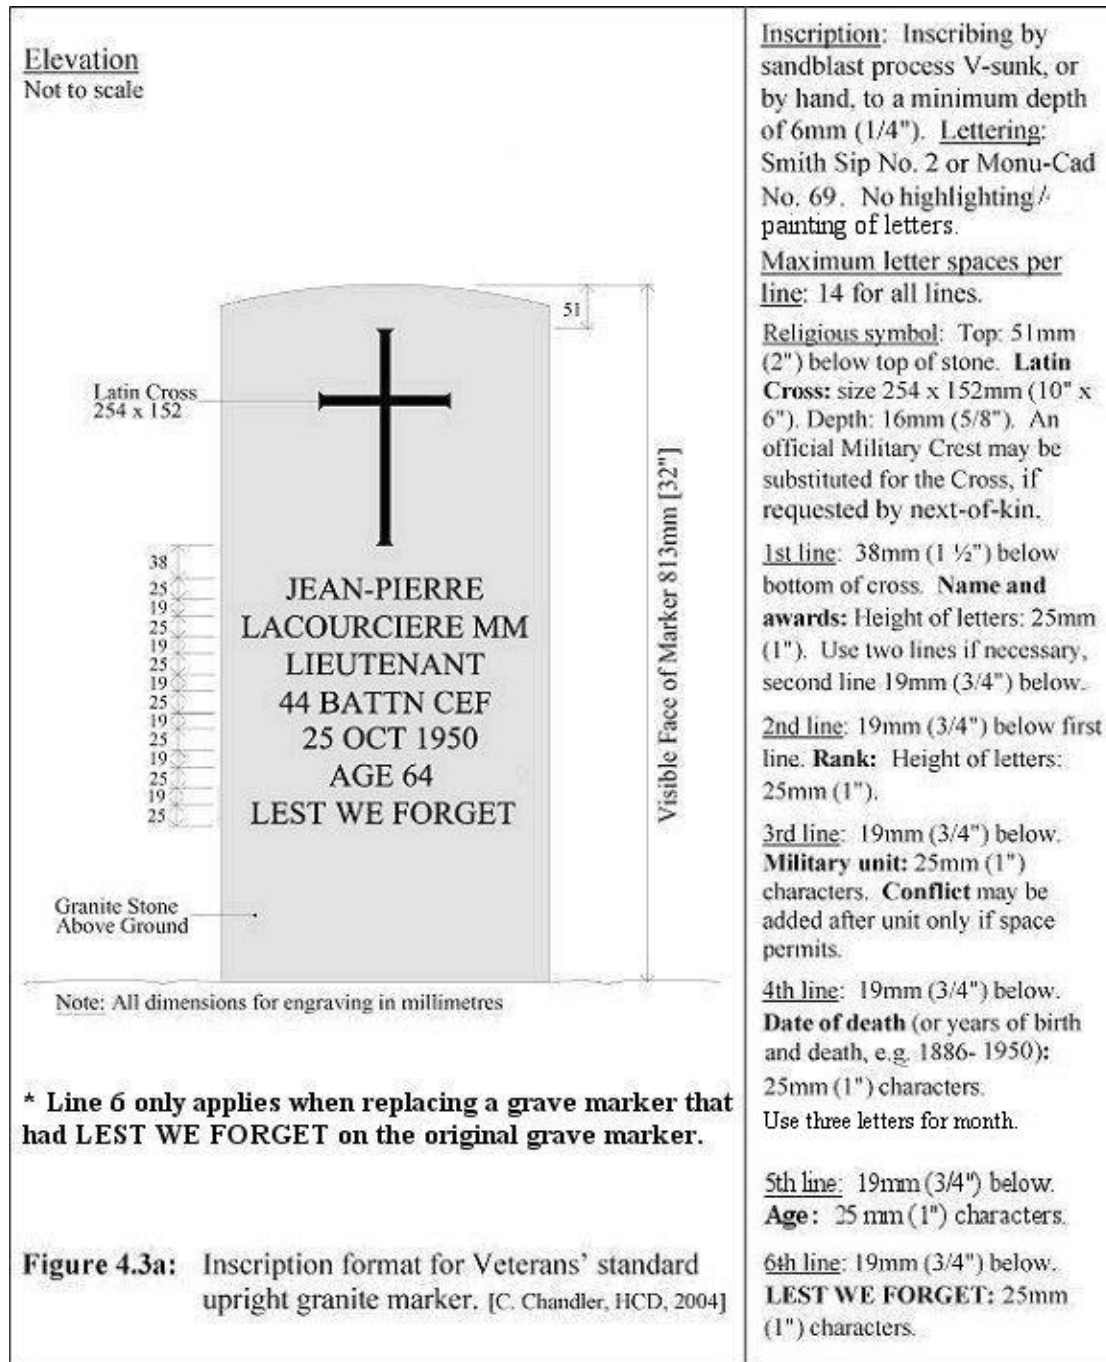 Elevation
Not to scale
51
Latin Cross
254 x 152
Visible Face of Marker 813mm [32"]
38
25
19
25
19
25
19
25
19
25
19
25
19
25
JEAN-PIERRE
LACOURCIERE MM
LIEUTENANT
44 BATTN CEF
25 OCT 1950
AGE 64
LEST WE FORGET
Granite Stone
Above Ground
Note: All dimensions for engraving in millimetres
* Line 6 only applies when replacing a grave marker that
had LEST WE FORGET on the original grave marker.
Figure 4.3a: Inscription format for Veterans' standard
upright granite marker. [C. Chandler, HCD, 2004]
Inscription: Inscribing by
sandblast process V-sunk, or
by hand, to a minimum depth
of 6mm (1/4"). Lettering:
Smith Sip No. 2 or Monu-Cad
No. 69. No highlighting/
painting of letters.
Maximum letter spaces per
line: 14 for all lines.
Religious symbol: Top: 51mm
(2") below top of stone. Latin
Cross: size 254 x 152mm (10" x
6"). Depth: 16mm (5/8"). An
official Military Crest may be
substituted for the Cross, if
requested by next-of-kin.
1st line: 38mm (1 ½") below
bottom of cross. Name and
awards: Height of letters: 25mm
(1"). Use two lines if necessary,
second line 19mm (3/4") below.
2nd line: 19mm (3/4") below first
line. Rank: Height of letters:
25mm (1").
3rd line: 19mm (3/4") below.
Military unit: 25mm (1")
characters. Conflict may be
added after unit only if space
permits.
4th line: 19mm (3/4") below.
Date of death (or years of birth
and death, e.g. 1886- 1950):
25mm (1") characters.
Use three letters for month.
5th line: 19mm (3/4") below.
Age: 25 mm (1") characters.
6th line: 19mm (3/4") below.
LEST WE FORGET: 25mm
(1") characters.